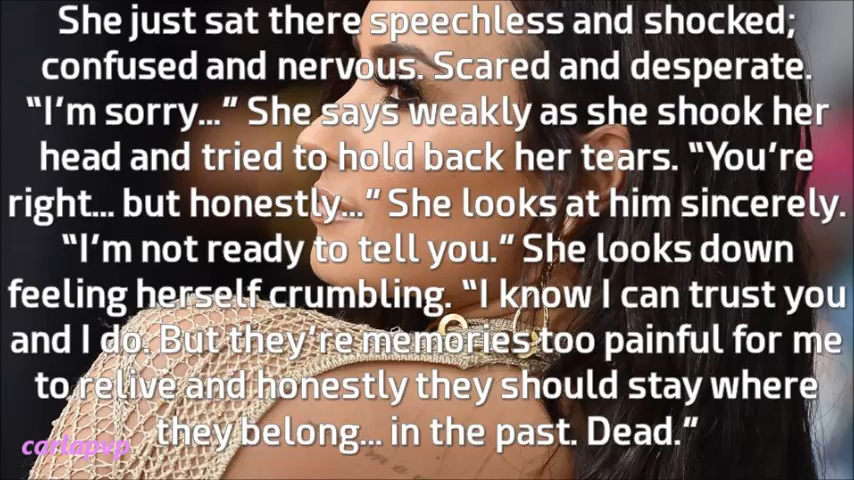 She just sat there speechless and shocked;
confused and nervous. Scared and desperate.
“I’m sorry...” She says weakly as she shook her
head and tried to hold back her tears. “You’re
right... but honestly...” She looks at him sincerely.
“I’m not ready to tell you.” She looks down
feeling herself crumbling. “I know I can trust you
and I do. But they’re memories too painful for me
to relive and honestly they should stay where
they belong... in the past. Dead.”
carlapvp